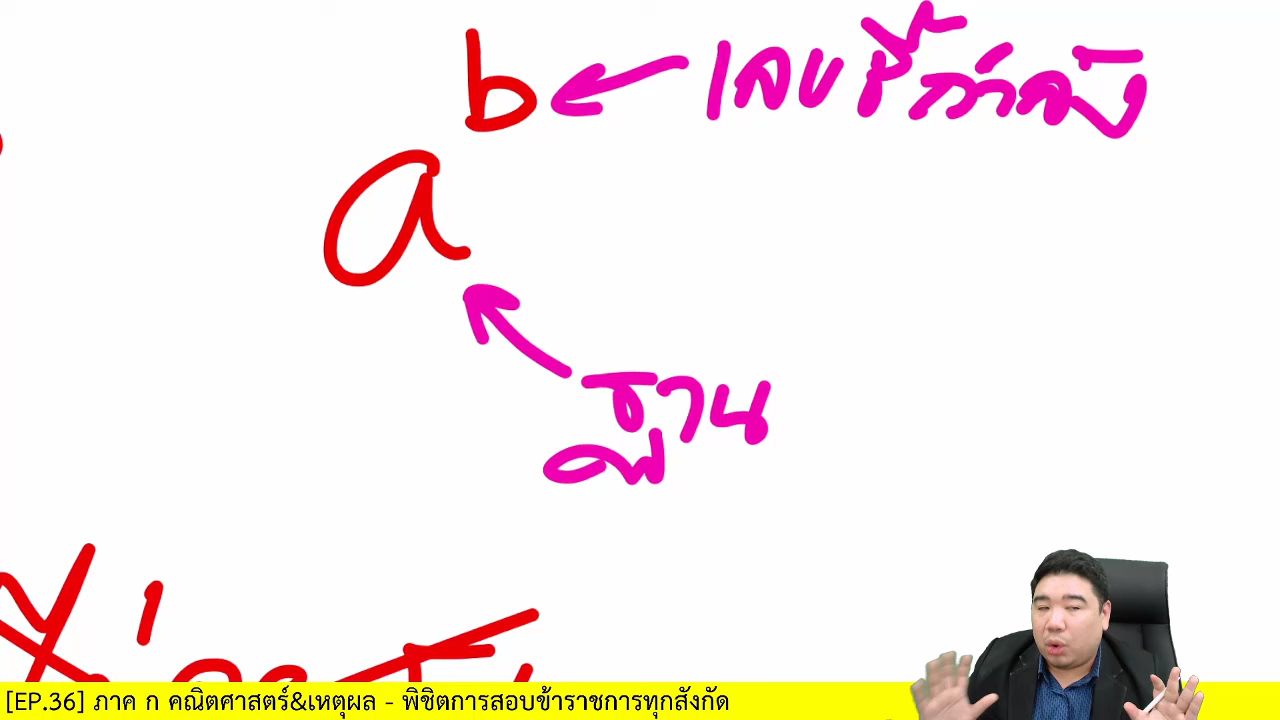 b ← เลขชี้กำลัง
a
ฐาน
[EP.36] ภาค ก คณิตศาสตร์&เหตุผล - พิชิตการสอบข้าราชการทุกสังกัด